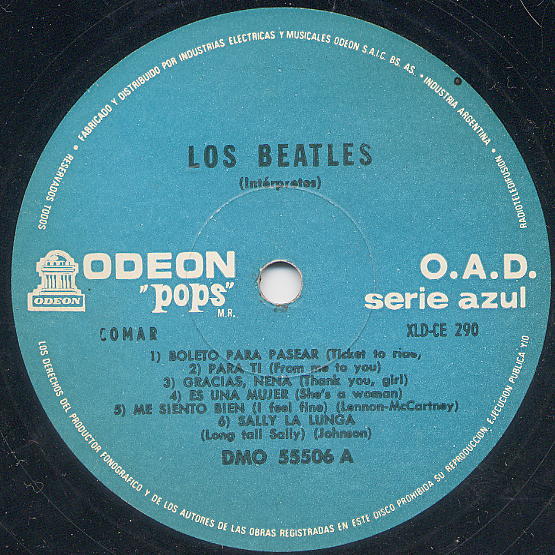 • RESERVADOS TODOS • FABRICADO Y DISTRIBUIDO POR INDUSTRIAS ELECTRICAS Y MUSICALES ODEON S.A.I.C. BS. AS. • INDUSTRIA ARGENTINA • RADIOTELEDIFUSION
LOS BEATLES
(Intérpretes)
ODEON
ODEON
"pops"
M.R.
O.A.D.
serie azul
COMAR
XLD-CE 290
1) BOLETO PARA PASEAR (Ticket to ride,
2) PARA TI (From me to you)
3) GRACIAS, NENA (Thank you, girl)
4) ES UNA MUJER (She's a woman)
5) ME SIENTO BIEN (I feel fine) (Lennon-McCartney)
6) SALLY LA LUNGA
(Long tall Sally) (Johnson)
DMO 55506 A
LOS DERECHOS DEL PRODUCTOR FONOGRAFICO Y DE LOS AUTORES DE LAS OBRAS REGISTRADAS EN ESTE DISCO PROHIBIDA SU REPRODUCCION, EJECUCION PUBLICA Y/O